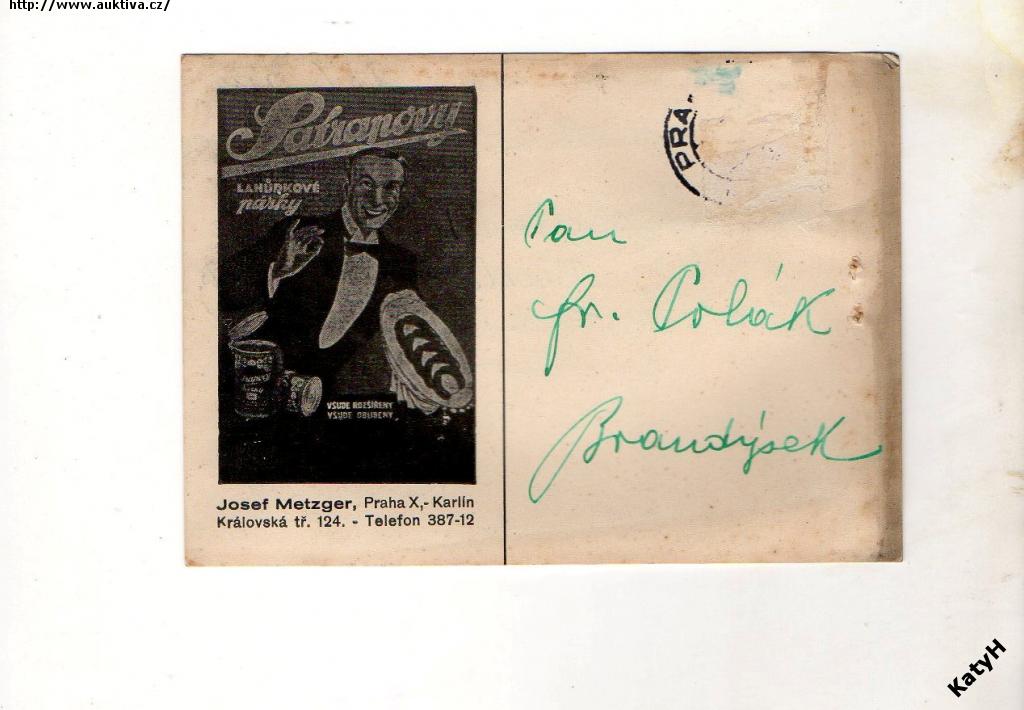 http://www.auktiva.cz/
Satranovy
LAHŮDKOVÉ
párky
VŠUDE ROZŠÍŘENY
VŠUDE OBLÍBENY
Josef Metzger, Praha X,- Karlín
Královská tř. 124. - Telefon 387-12
PRA
Pan
Fr. Polák
Brandýsek
KatyH